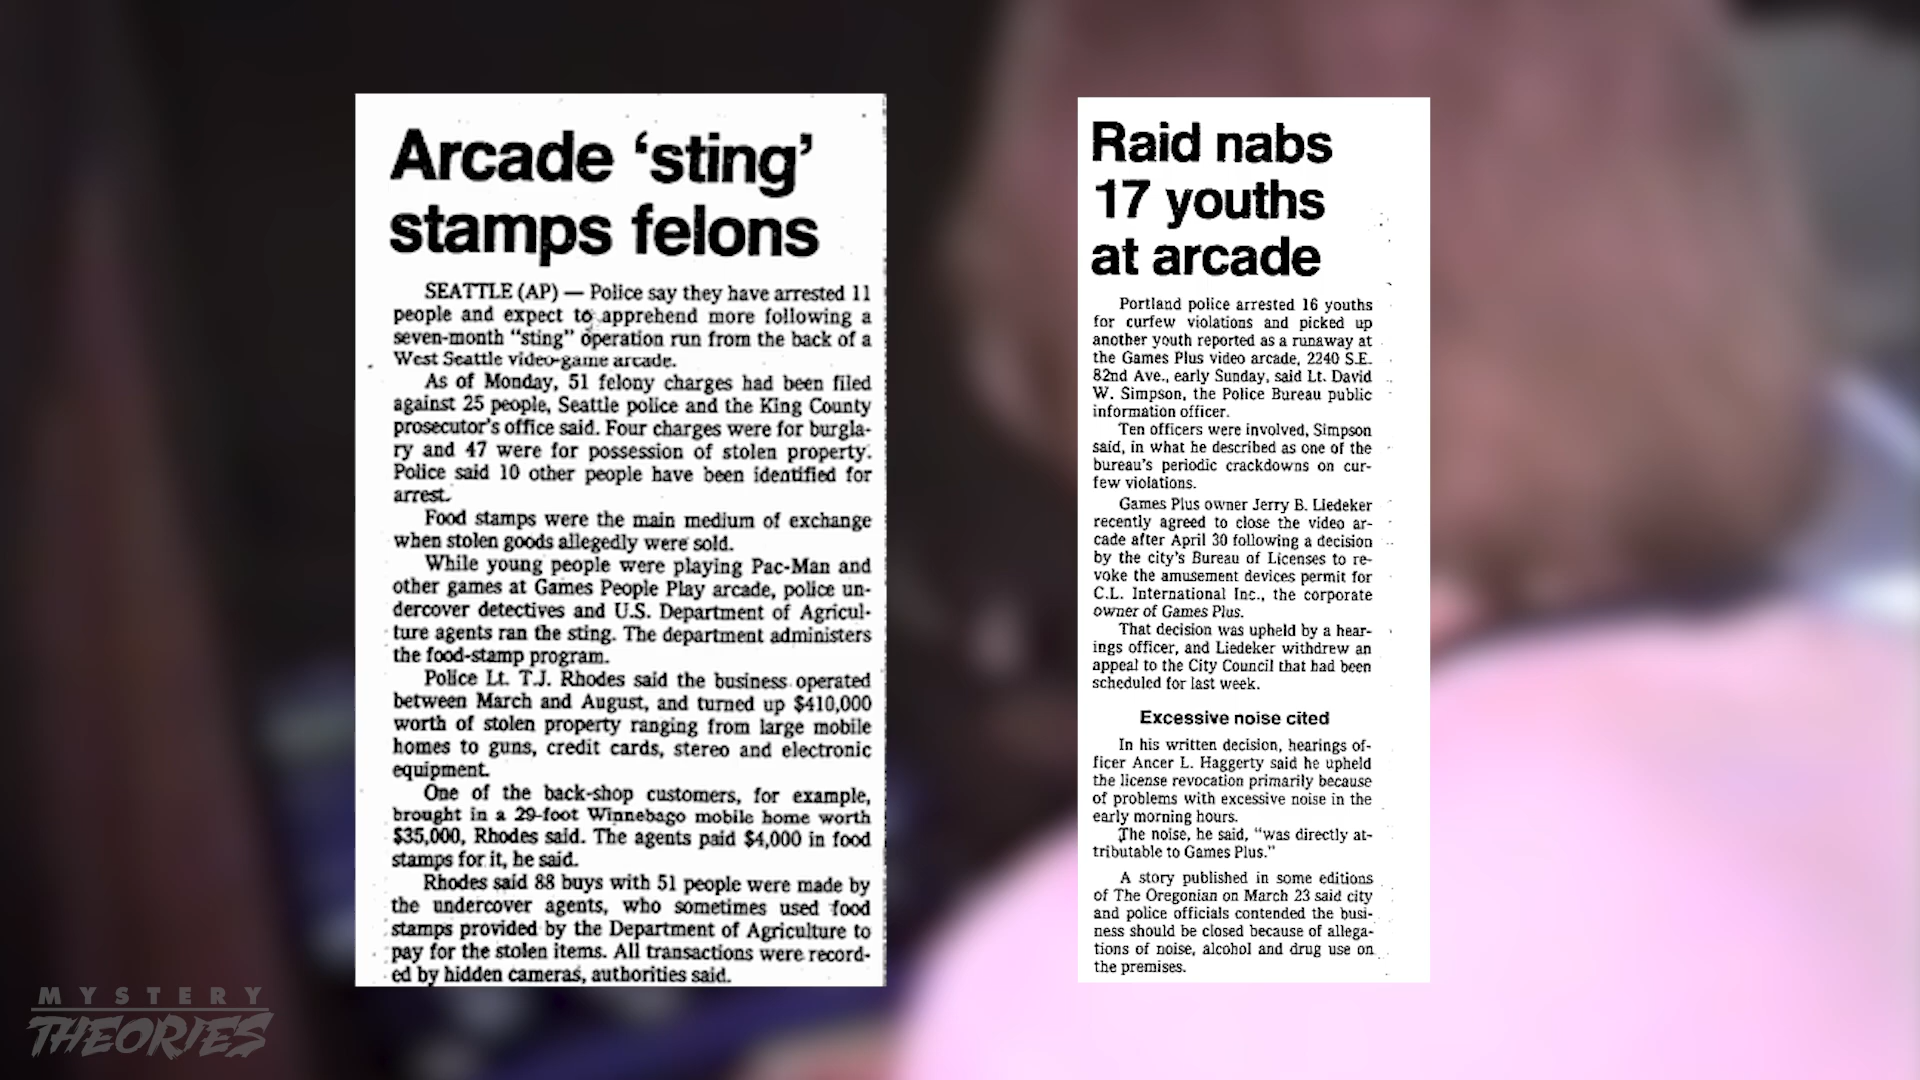 Arcade ‘sting’
stamps felons
SEATTLE (AP) — Police say they have arrested 11
people and expect to apprehend more following a
seven-month “sting” operation run from the back of a
West Seattle video-game arcade.
As of Monday, 51 felony charges had been filed
against 25 people, Seattle police and the King County
prosecutor's office said. Four charges were for burgla-
ry and 47 were for possession of stolen property.
Police said 10 other people have been identified for
arrest.
Food stamps were the main medium of exchange
when stolen goods allegedly were sold.
While young people were playing Pac-Man and
other games at Games People Play arcade, police un-
dercover detectives and U.S. Department of Agricul-
ture agents ran the sting. The department administers
the food-stamp program.
Police Lt. T.J. Rhodes said the business operated
between March and August, and turned up $410,000
worth of stolen property ranging from large mobile
homes to guns, credit cards, stereo and electronic
equipment.
One of the back-shop customers, for example,
brought in a 29-foot Winnebago mobile home worth
$35,000, Rhodes said. The agents paid $4,000 in food
stamps for it, he said.
Rhodes said 88 buys with 51 people were made by
the undercover agents, who sometimes used food
stamps provided by the Department of Agriculture to
pay for the stolen items. All transactions were record-
ed by hidden cameras, authorities said.
Raid nabs
17 youths
at arcade
Portland police arrested 16 youths
for curfew violations and picked up
another youth reported as a runaway at
the Games Plus video arcade, 2240 S.E.
82nd Ave., early Sunday, said Lt. David
W. Simpson, the Police Bureau public
information officer.
Ten officers were involved, Simpson
said, in what he described as one of the
bureau's periodic crackdowns on cur-
few violations.
Games Plus owner Jerry B. Liedeker
recently agreed to close the video ar-
cade after April 30 following a decision
by the city's Bureau of Licenses to re-
voke the amusement devices permit for
C.L. International Inc., the corporate
owner of Games Plus.
That decision was upheld by a hear-
ings officer, and Liedeker withdrew an
appeal to the City Council that had been
scheduled for last week.
Excessive noise cited
In his written decision, hearings of-
ficer Ancer L. Haggerty said he upheld
the license revocation primarily because
of problems with excessive noise in the
early morning hours.
The noise, he said, “was directly at-
tributable to Games Plus.”
A story published in some editions
of The Oregonian on March 23 said city
and police officials contended the busi-
ness should be closed because of allega-
tions of noise, alcohol and drug use on
the premises.
MYSTERY
THEORIES